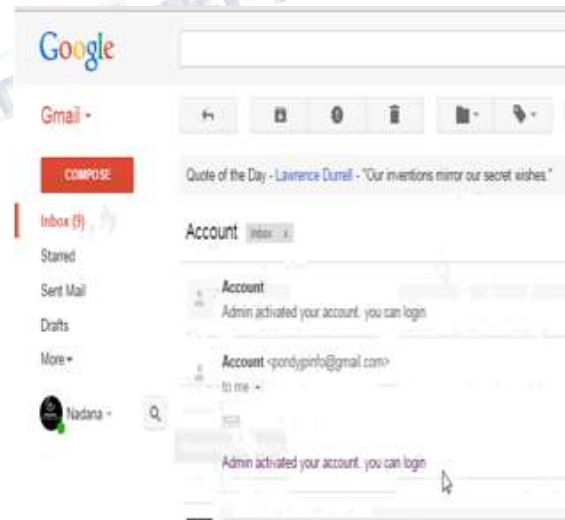 Google
Gmail
COMPOSE
Quote of the Day - Lawrence Durrell - "Our inventions mirror our secret wishes."
Inbox (9)
Account Inbox x
Starred
Sent Mail
Drafts
More
Nadana
Account
Admin activated your account. you can login
Account <pondypinfo@gmail.com>
to me
Admin activated your account. you can login